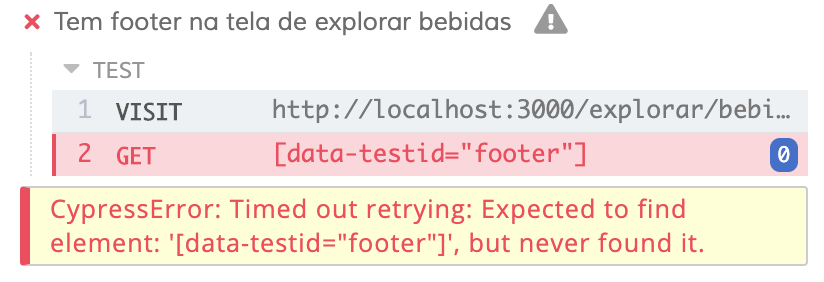 × Tem footer na tela de explorar bebidas
TEST
1 VISIT http://localhost:3000/explorar/bebi…
2 GET [data-testid="footer"] 0
CypressError: Timed out retrying: Expected to find
element: '[data-testid="footer"]', but never found it.